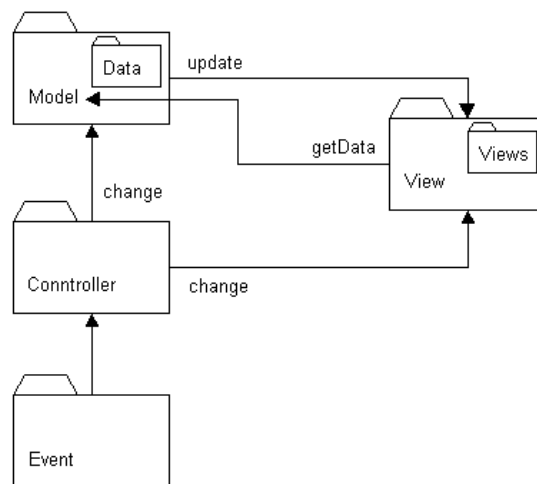 Data
update
Model
getData
Views
View
change
Conntroller
change
Event